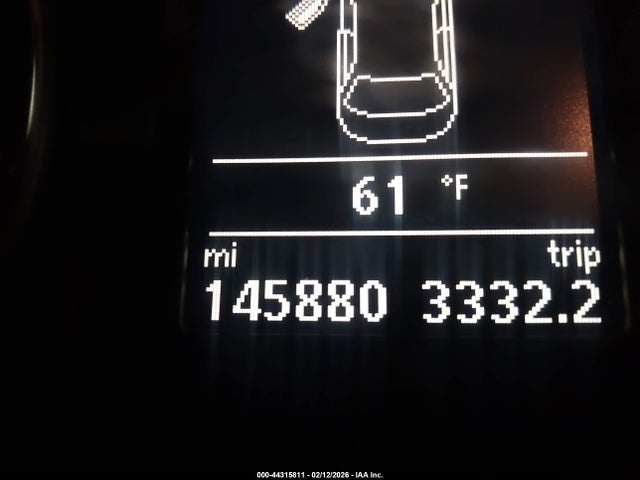 61 °F
mi trip
145880 3332.2
000-44315811 - 02/12/2026 - IAA Inc.